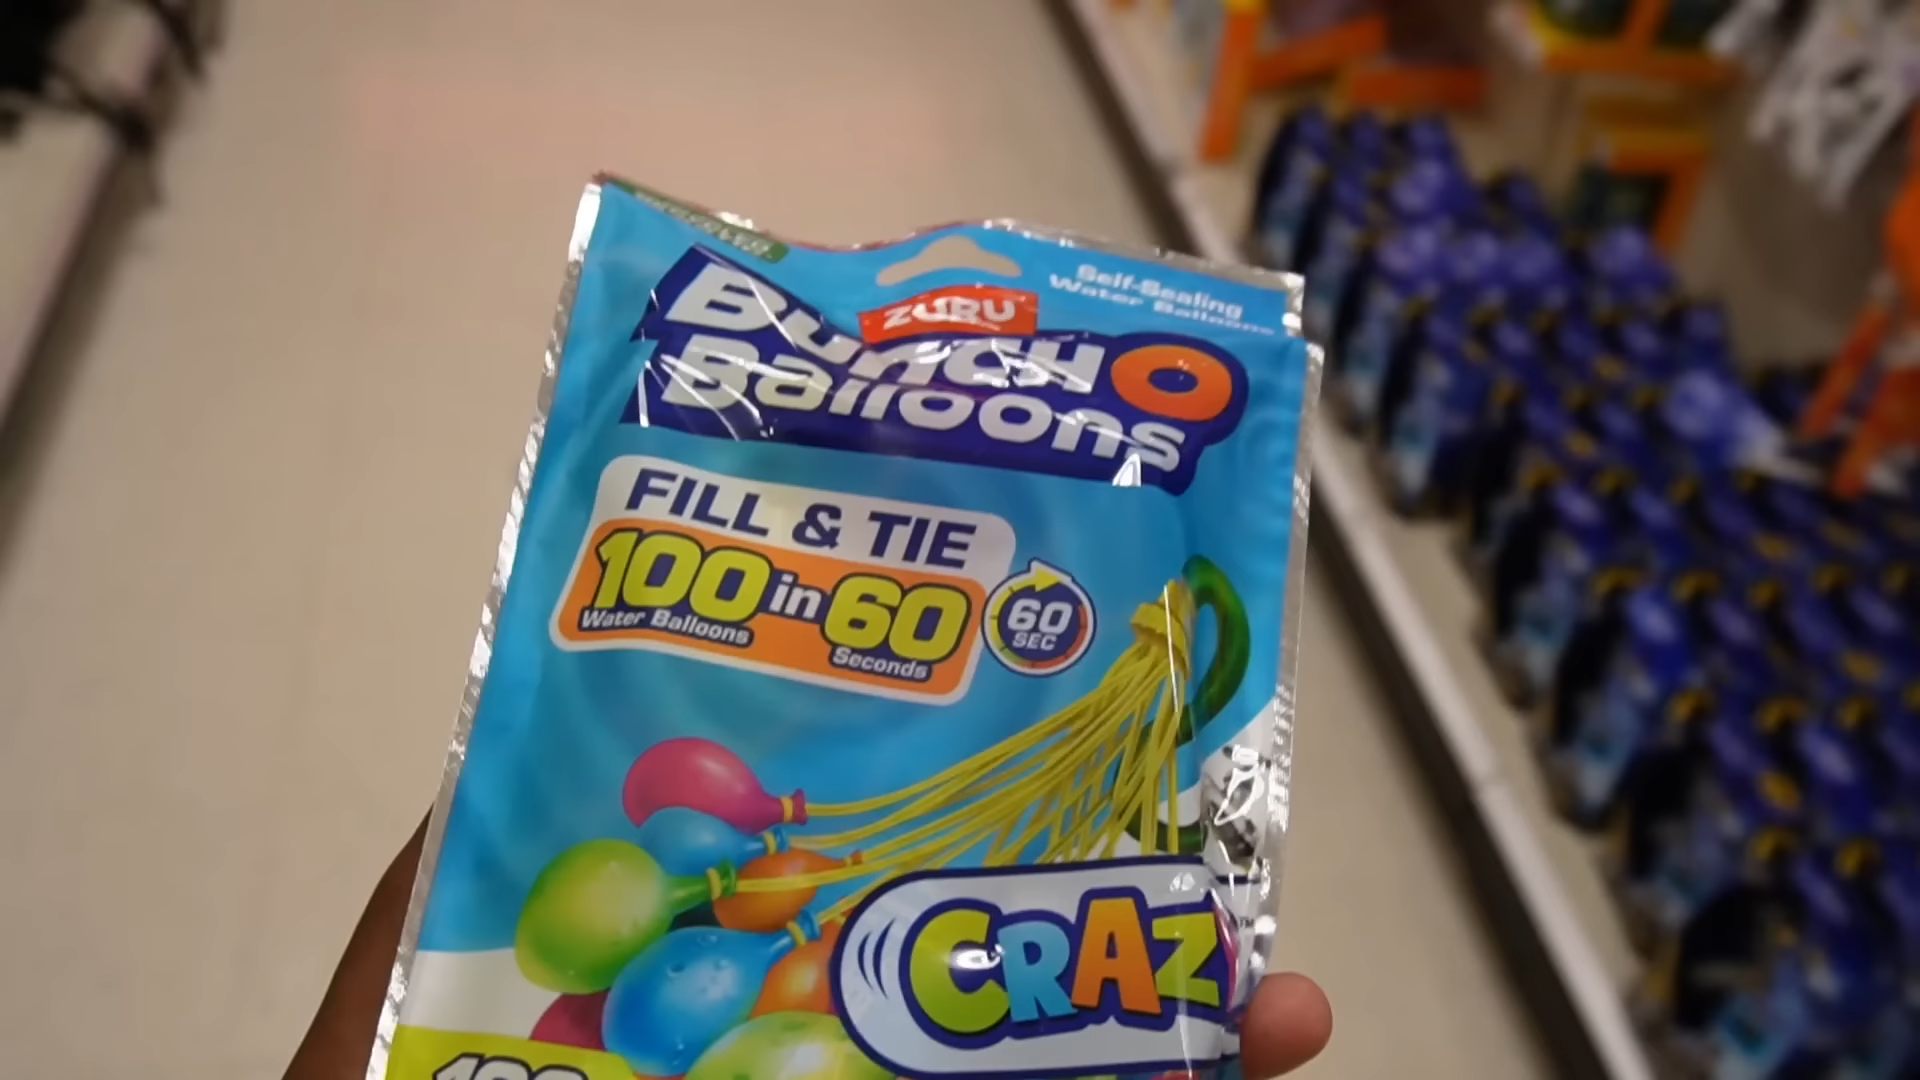 ZURU
Self-Sealing
Water Balloons
BUNCH O
Balloons
FILL & TIE
100 in 60
Water Balloons
Seconds
60
SEC
CRAZ